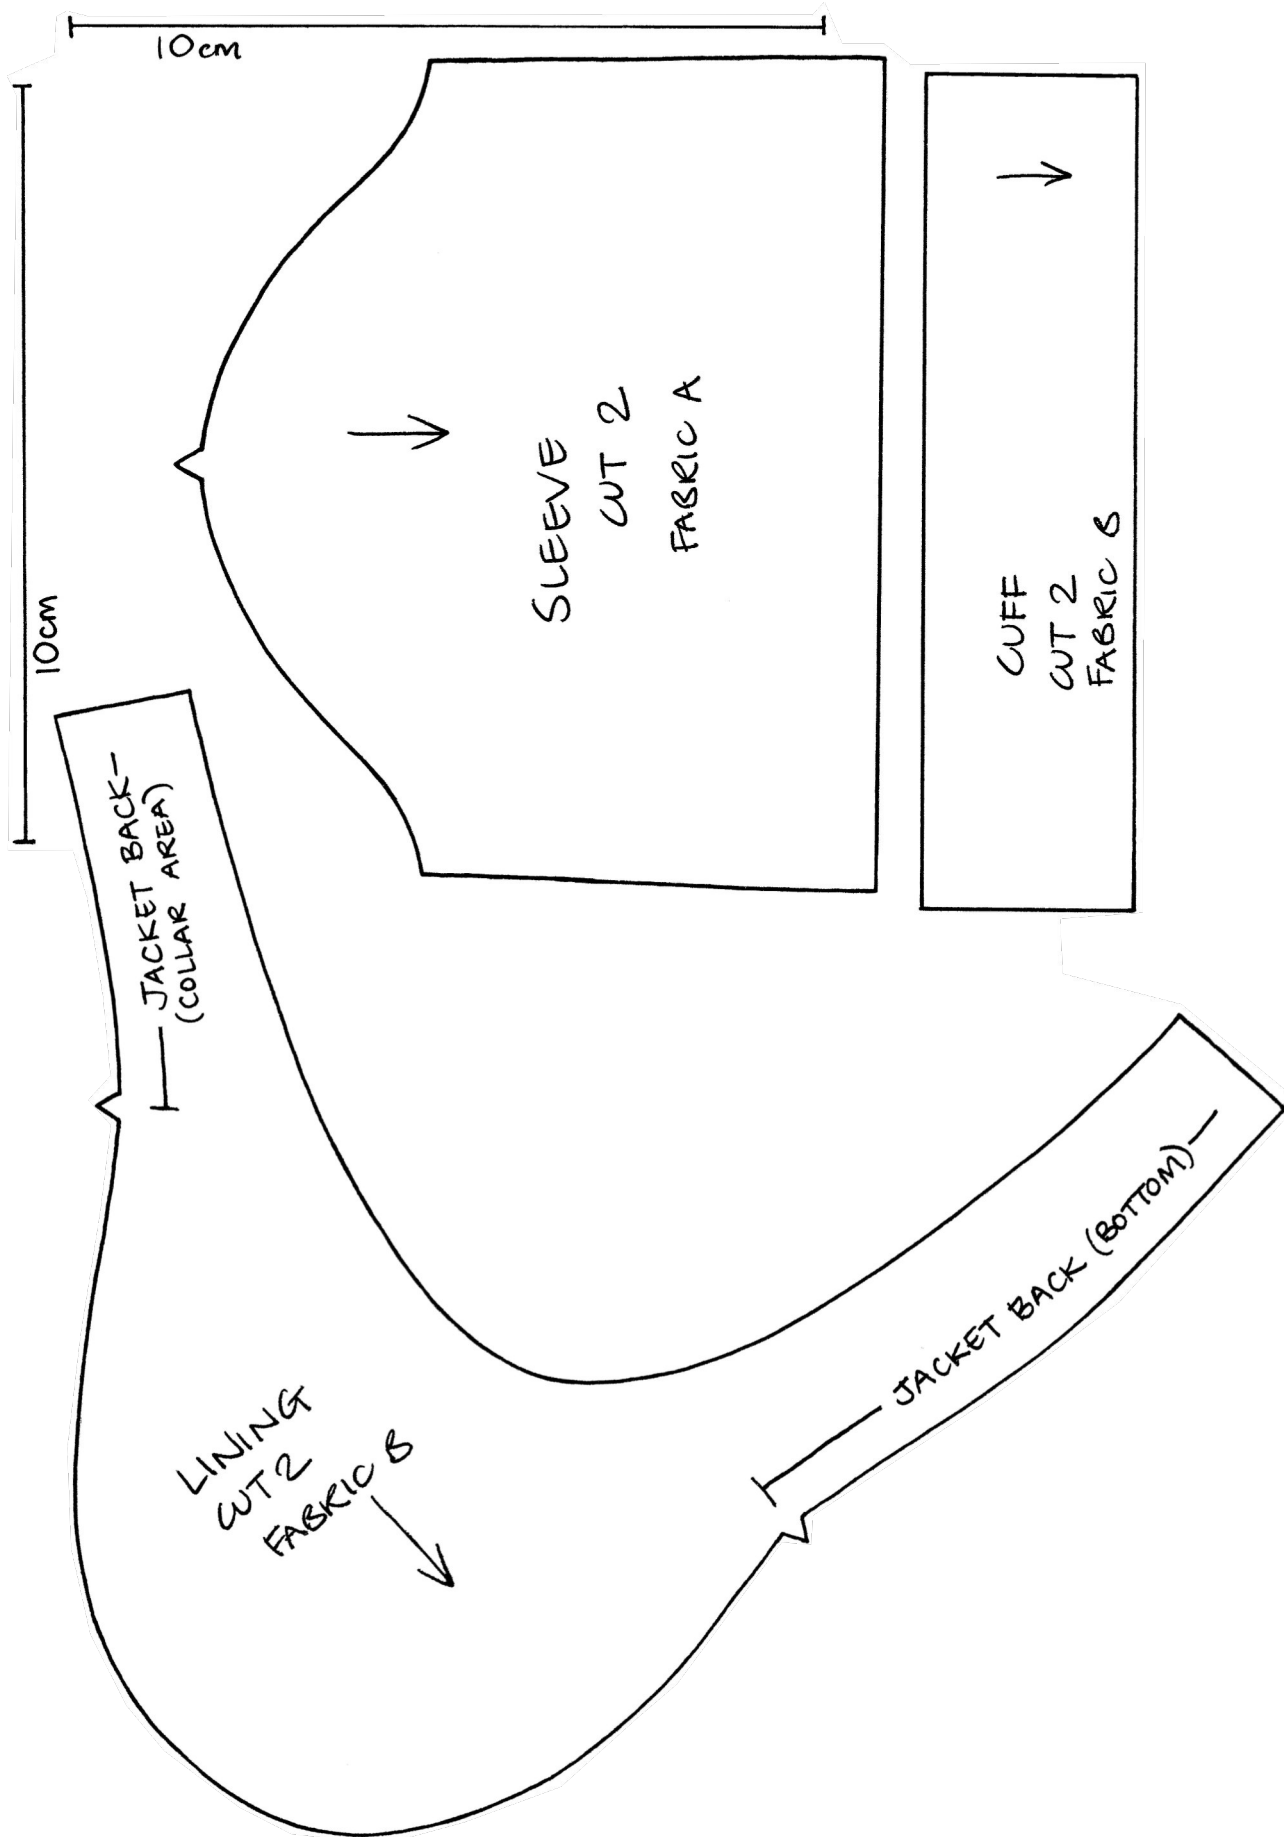 10cm
10cm
SLEEVE
CUT 2
FABRIC A
CUFF
CUT 2
FABRIC B
JACKET BACK
(COLLAR AREA)
JACKET BACK (BOTTOM)
LINING
CUT 2
FABRIC B